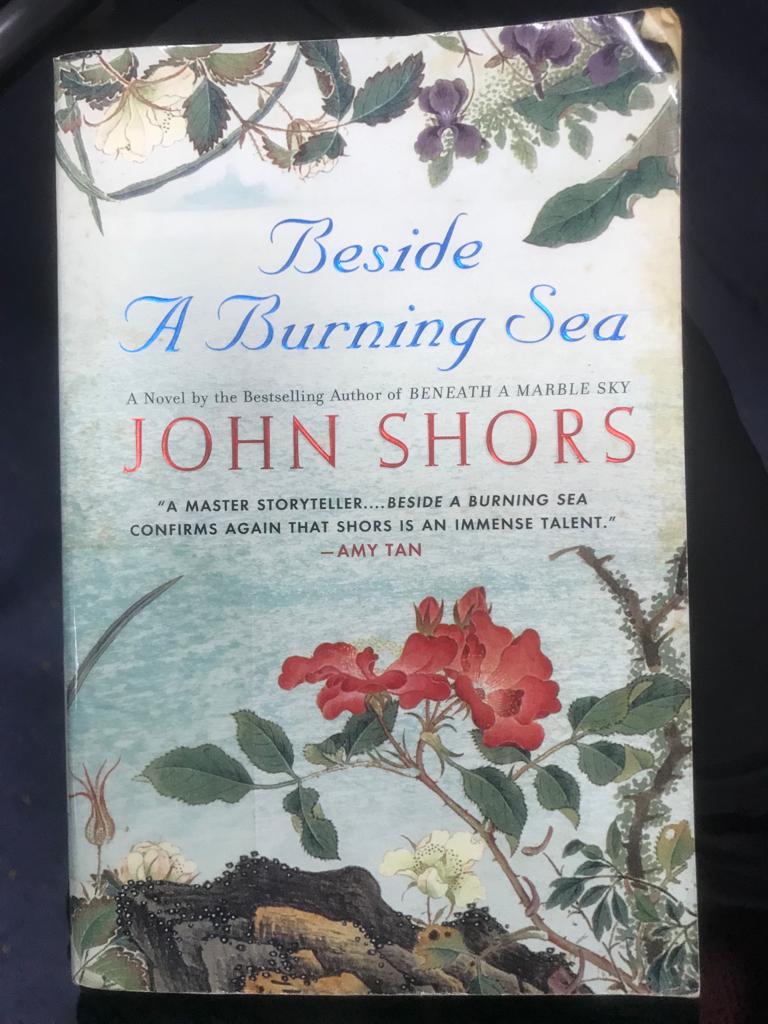 Beside
A Burning Sea
A Novel by the Bestselling Author of BENEATH A MARBLE SKY
JOHN SHORS
“A MASTER STORYTELLER....BESIDE A BURNING SEA
CONFIRMS AGAIN THAT SHORS IS AN IMMENSE TALENT.”
—AMY TAN